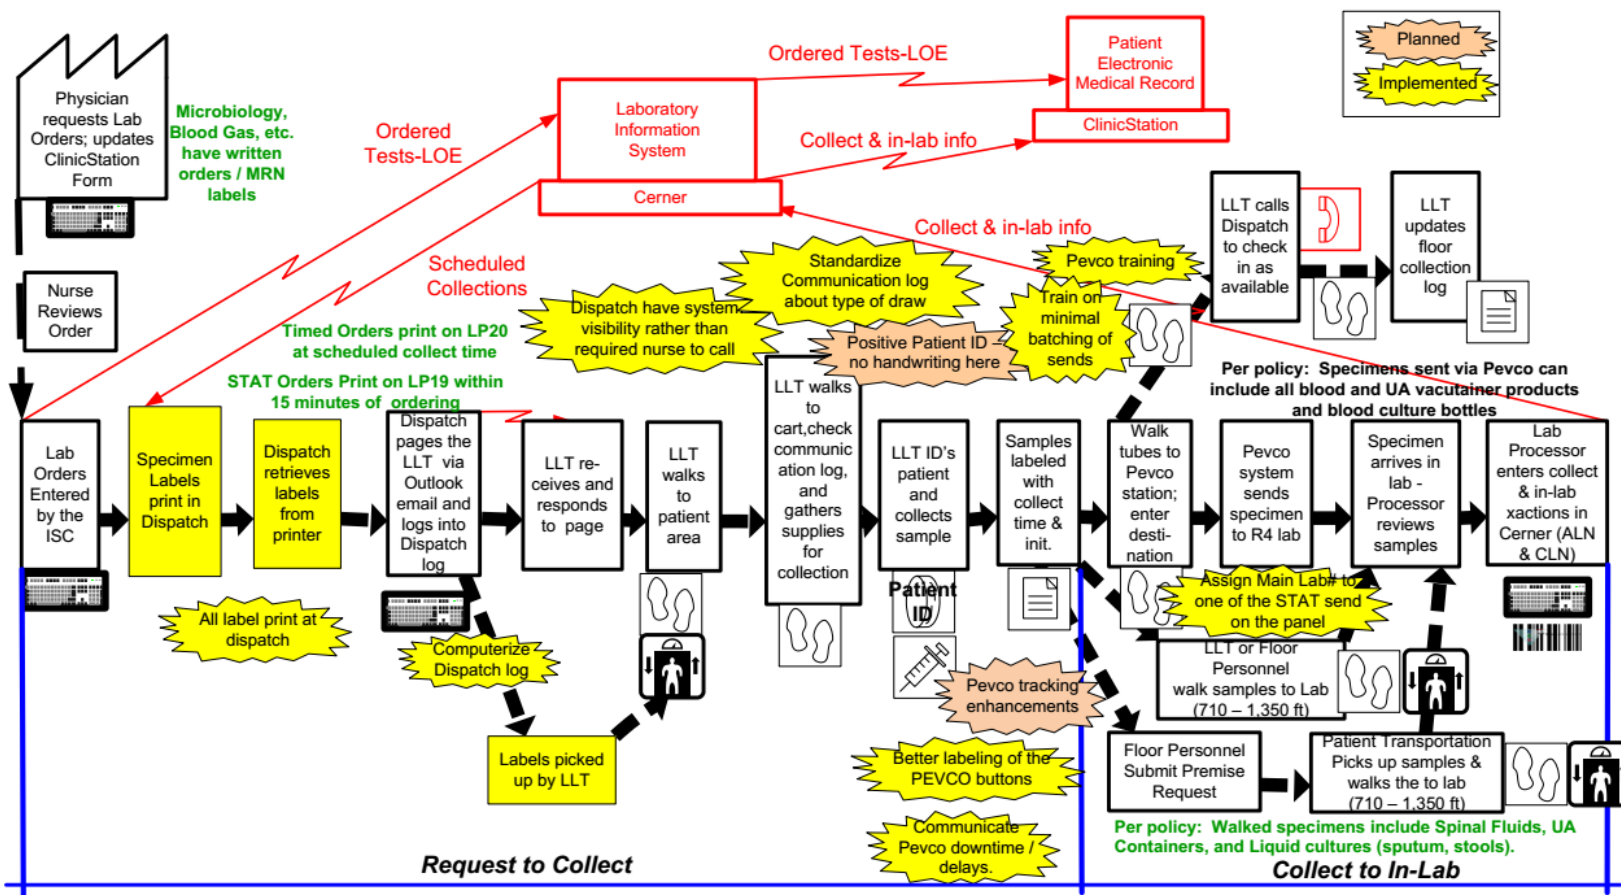 Physician
requests Lab
Orders; updates
ClinicStation
Form
Microbiology,
Blood Gas, etc.
have written
orders / MRN
labels
Ordered
Tests-LOE
Laboratory
Information
System
Cerner
Ordered Tests-LOE
Collect & in-lab info
Patient
Electronic
Medical Record
ClinicStation
Planned
Implemented
Nurse
Reviews
Order
Scheduled
Collections
Collect & in-lab info
Timed Orders print on LP20
at scheduled collect time
STAT Orders Print on LP19 within
15 minutes of ordering
Dispatch have system
visibility rather than
required nurse to call
Standardize
Communication log
about type of draw
Positive Patient ID –
no handwriting here
Pevco training
Train on
minimal
batching of
sends
LLT calls
Dispatch
to check
in as
available
LLT
updates
floor
collection
log
Per policy: Specimens sent via Pevco can
include all blood and UA vacutainer products
and blood culture bottles
Lab
Orders
Entered
by the
ISC
Specimen
Labels
print in
Dispatch
Dispatch
retrieves
labels
from
printer
Dispatch
pages the
LLT via
Outlook
email and
logs into
Dispatch
log
LLT re-
ceives and
responds
to page
LLT
walks
to
patient
area
LLT walks
to
cart,check
communic
ation log,
and
gathers
supplies
for
collection
LLT ID's
patient
and
collects
sample
Samples
labeled
with
collect
time &
init.
Walk
tubes to
Pevco
station;
enter
desti-
nation
Pevco
system
sends
specimen
to R4 lab
Specimen
arrives in
lab -
Processor
reviews
samples
Lab
Processor
enters collect
& in-lab
xactions in
Cerner (ALN
& CLN)
All label print at
dispatch
Computerize
Dispatch log
Labels picked
up by LLT
Patient
ID
Pevco tracking
enhancements
Better labeling of the
PEVCO buttons
Communicate
Pevco downtime /
delays.
Assign Main Lab# to
one of the STAT send
on the panel
LLT or Floor
Personnel
walk samples to Lab
(710 – 1,350 ft)
Floor Personnel
Submit Premise
Request
Patient Transportation
Picks up samples &
walks the to lab
(710 – 1,350 ft)
Per policy: Walked specimens include Spinal Fluids, UA
Containers, and Liquid cultures (sputum, stools).
Request to Collect
Collect to In-Lab